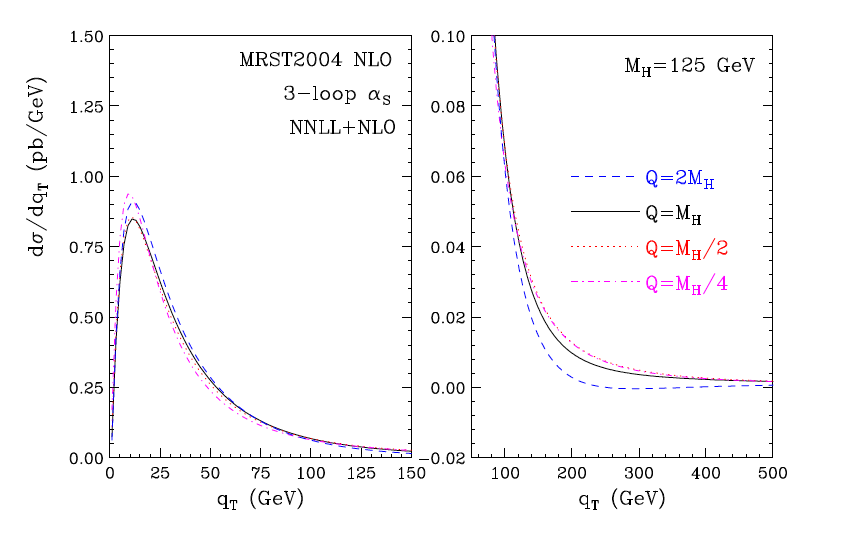 dσ/dq_T (pb/GeV)
1.50
1.25
1.00
0.75
0.50
0.25
0.00
MRST2004 NLO
3-loop α_S
NNLL+NLO
0 25 50 75 100 125 150
q_T (GeV)
0.10
0.08
0.06
0.04
0.02
0.00
-0.02
M_H=125 GeV
Q=2M_H
Q=M_H
Q=M_H/2
Q=M_H/4
100 200 300 400 500
q_T (GeV)